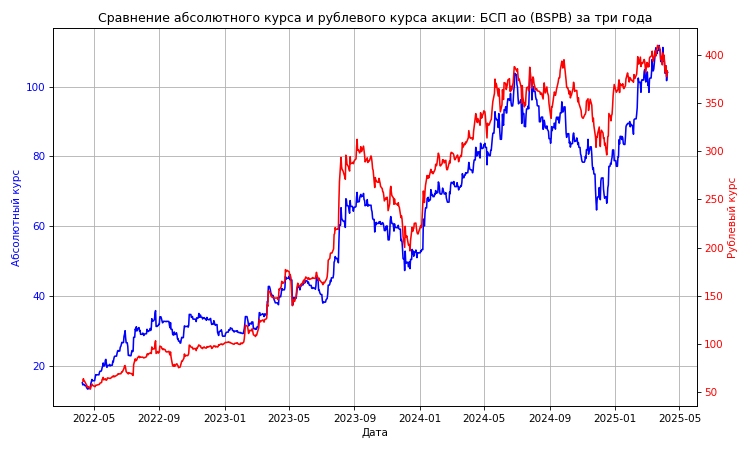 Сравнение абсолютного курса и рублевого курса акции: БСП ао (BSPB) за три года
Абсолютный курс
100
80
60
40
20
400
350
300
250
200
150
100
50
Рублевый курс
2022-05 2022-09 2023-01 2023-05 2023-09 2024-01 2024-05 2024-09 2025-01 2025-05
Дата